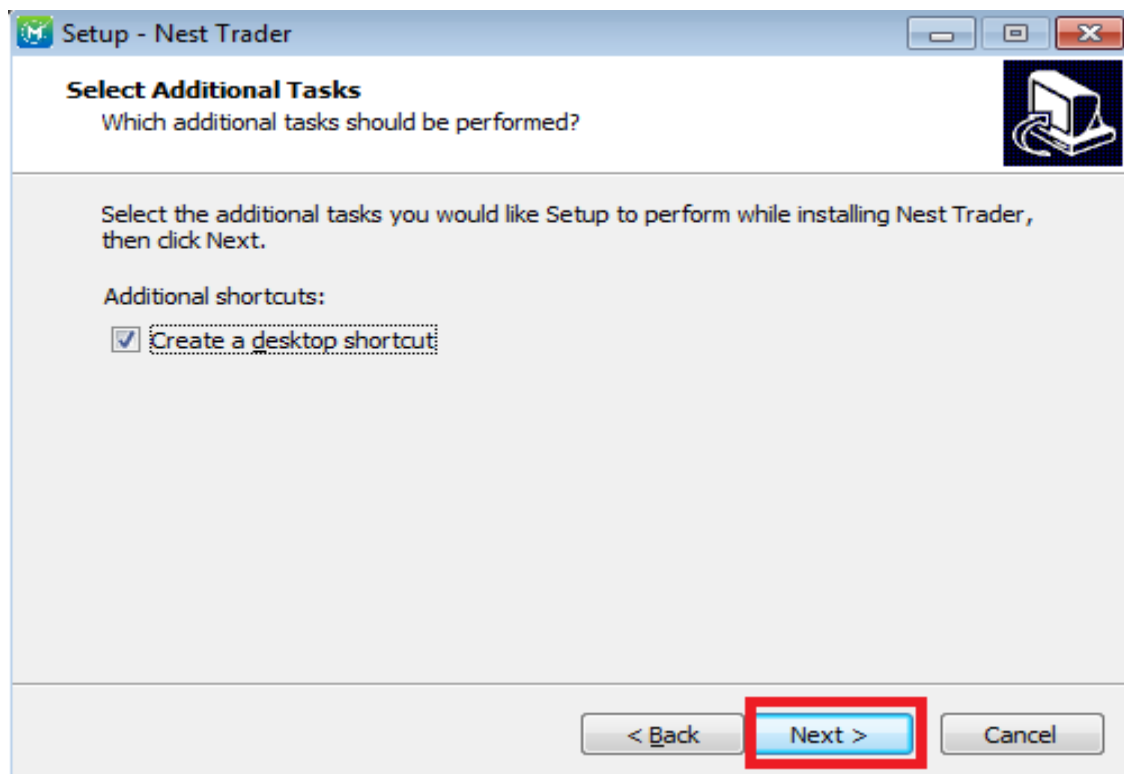 Setup - Nest Trader
Select Additional Tasks
Which additional tasks should be performed?
Select the additional tasks you would like Setup to perform while installing Nest Trader,
then click Next.
Additional shortcuts:
Create a desktop shortcut
< Back Next > Cancel